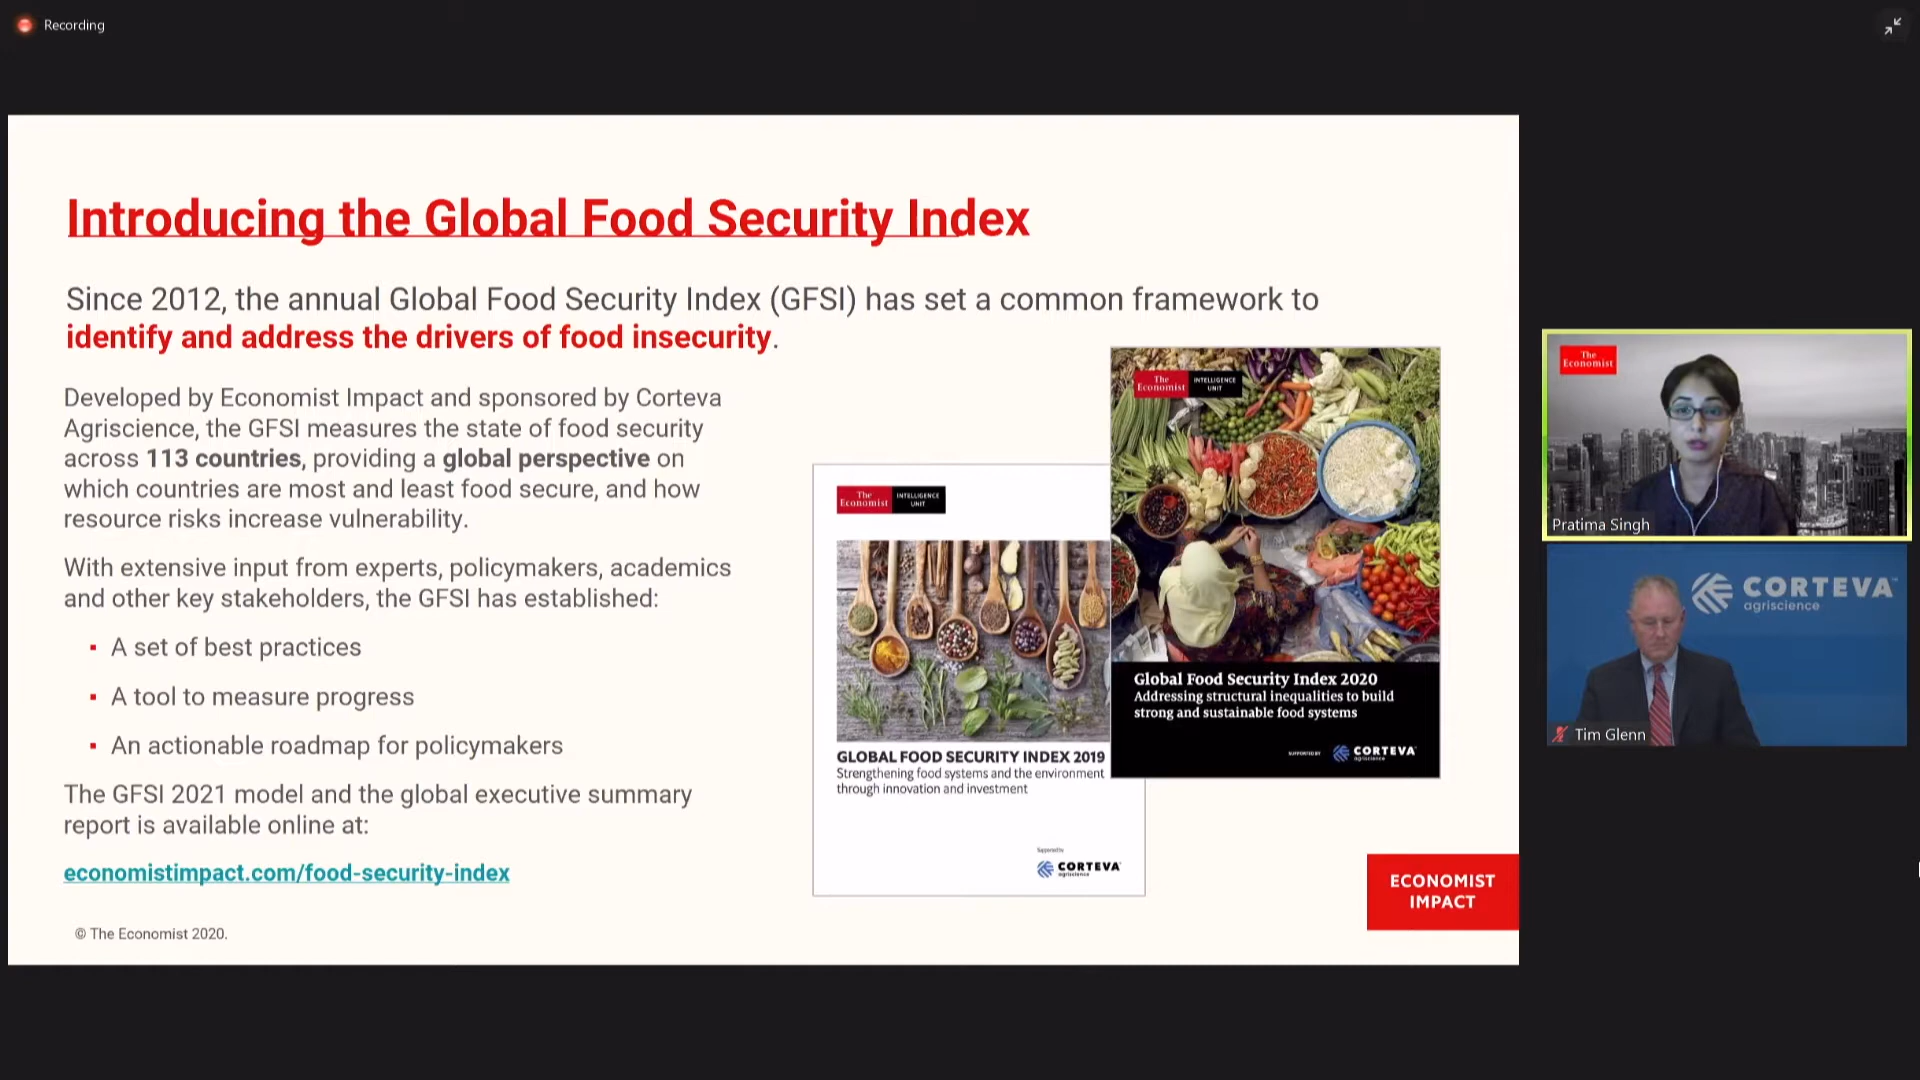 Recording
Introducing the Global Food Security Index
Since 2012, the annual Global Food Security Index (GFSI) has set a common framework to
identify and address the drivers of food insecurity.
Developed by Economist Impact and sponsored by Corteva
Agriscience, the GFSI measures the state of food security
across 113 countries, providing a global perspective on
which countries are most and least food secure, and how
resource risks increase vulnerability.
With extensive input from experts, policymakers, academics
and other key stakeholders, the GFSI has established:
▪ A set of best practices
▪ A tool to measure progress
▪ An actionable roadmap for policymakers
The GFSI 2021 model and the global executive summary
report is available online at:
economistimpact.com/food-security-index
© The Economist 2020.
The
Economist
INTELLIGENCE
UNIT
GLOBAL FOOD SECURITY INDEX 2019
Strengthening food systems and the environment
through innovation and investment
Supported by
CORTEVA
agriscience
The
Economist
INTELLIGENCE
UNIT
Global Food Security Index 2020
Addressing structural inequalities to build
strong and sustainable food systems
SUPPORTED BY
CORTEVA
agriscience
ECONOMIST
IMPACT
The
Economist
Pratima Singh
CORTEVA™
agriscience
Tim Glenn